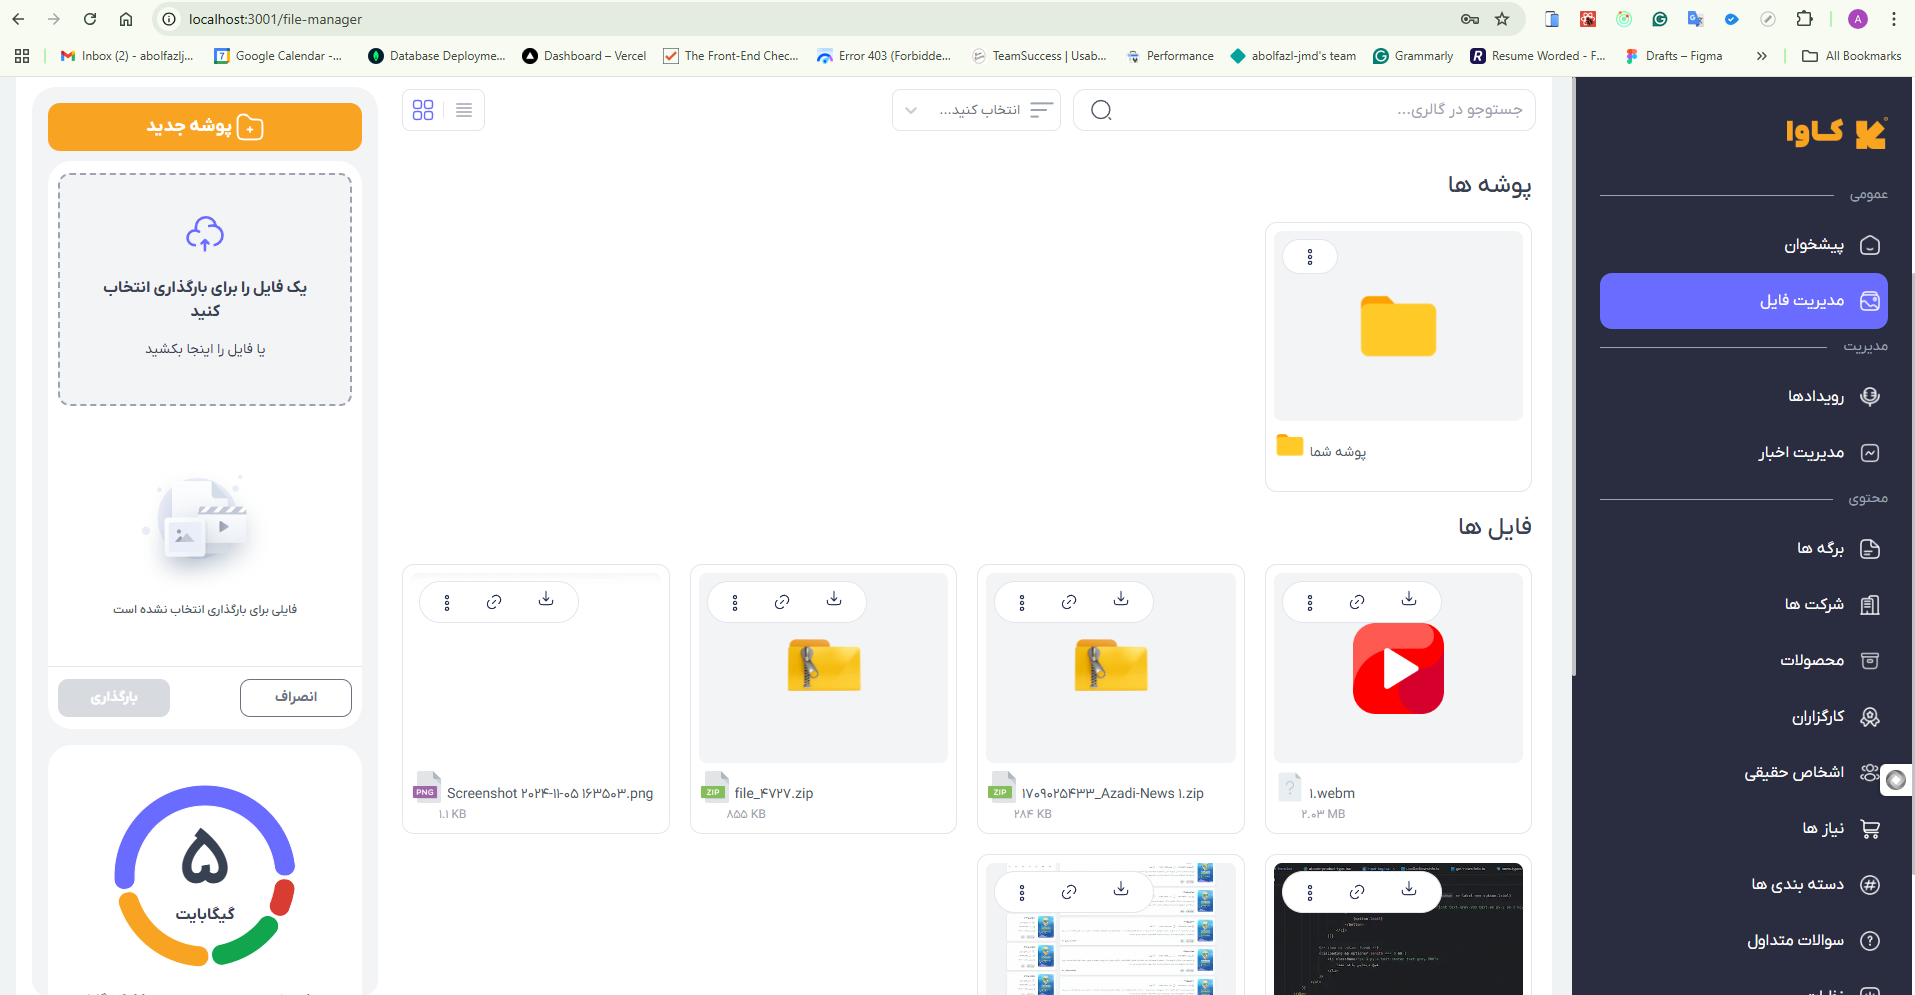 localhost:3001/file-manager
A
Inbox (2) - abolfazlj...
7
Google Calendar -...
Database Deployme...
Dashboard – Vercel
The Front-End Chec...
Error 403 (Forbidde...
TeamSuccess | Usab...
Performance
abolfazl-jmd's team
Grammarly
Resume Worded - F...
Drafts – Figma
All Bookmarks
کاوا
عمومی
پیشخوان
مدیریت فایل
مدیریت
رویدادها
مدیریت اخبار
محتوی
برگه ها
شرکت ها
محصولات
کارگزاران
اشخاص حقیقی
نیاز ها
دسته بندی ها
سوالات متداول
جستوجو در گالری...
انتخاب کنید...
پوشه ها
پوشه شما
فایل ها
۱.webm
۲.۰۳ MB
ZIP
۱۷۰۹۰۲۵۴۳۳_Azadi-News ۱.zip
۲۸۴ KB
ZIP
file_۴۷۲۷.zip
۸۵۵ KB
PNG
Screenshot ۲۰۲۴-۱۱-۰۵ ۱۶۳۵۰۳.png
۱.۱ KB
پوشه جدید
یک فایل را برای بارگذاری انتخاب
کنید
یا فایل را اینجا بکشید
فایلی برای بارگذاری انتخاب نشده است
انصراف
بارگذاری
۵
گیگابایت